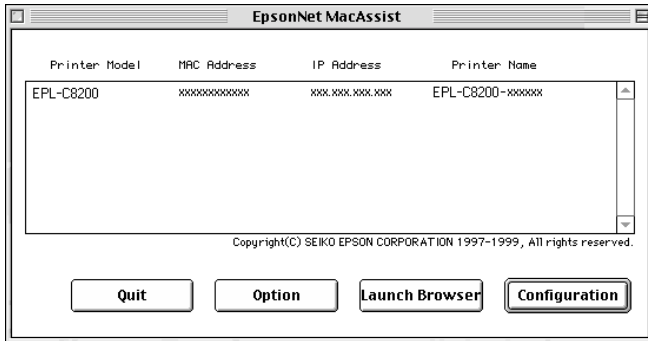 EpsonNet MacAssist
Printer Model MAC Address IP Address Printer Name
EPL-C8200 xxxxxxxxxxxx xxx.xxx.xxx.xxx EPL-C8200-xxxxxx
Copyright(C) SEIKO EPSON CORPORATION 1997-1999, All rights reserved.
Quit Option Launch Browser Configuration